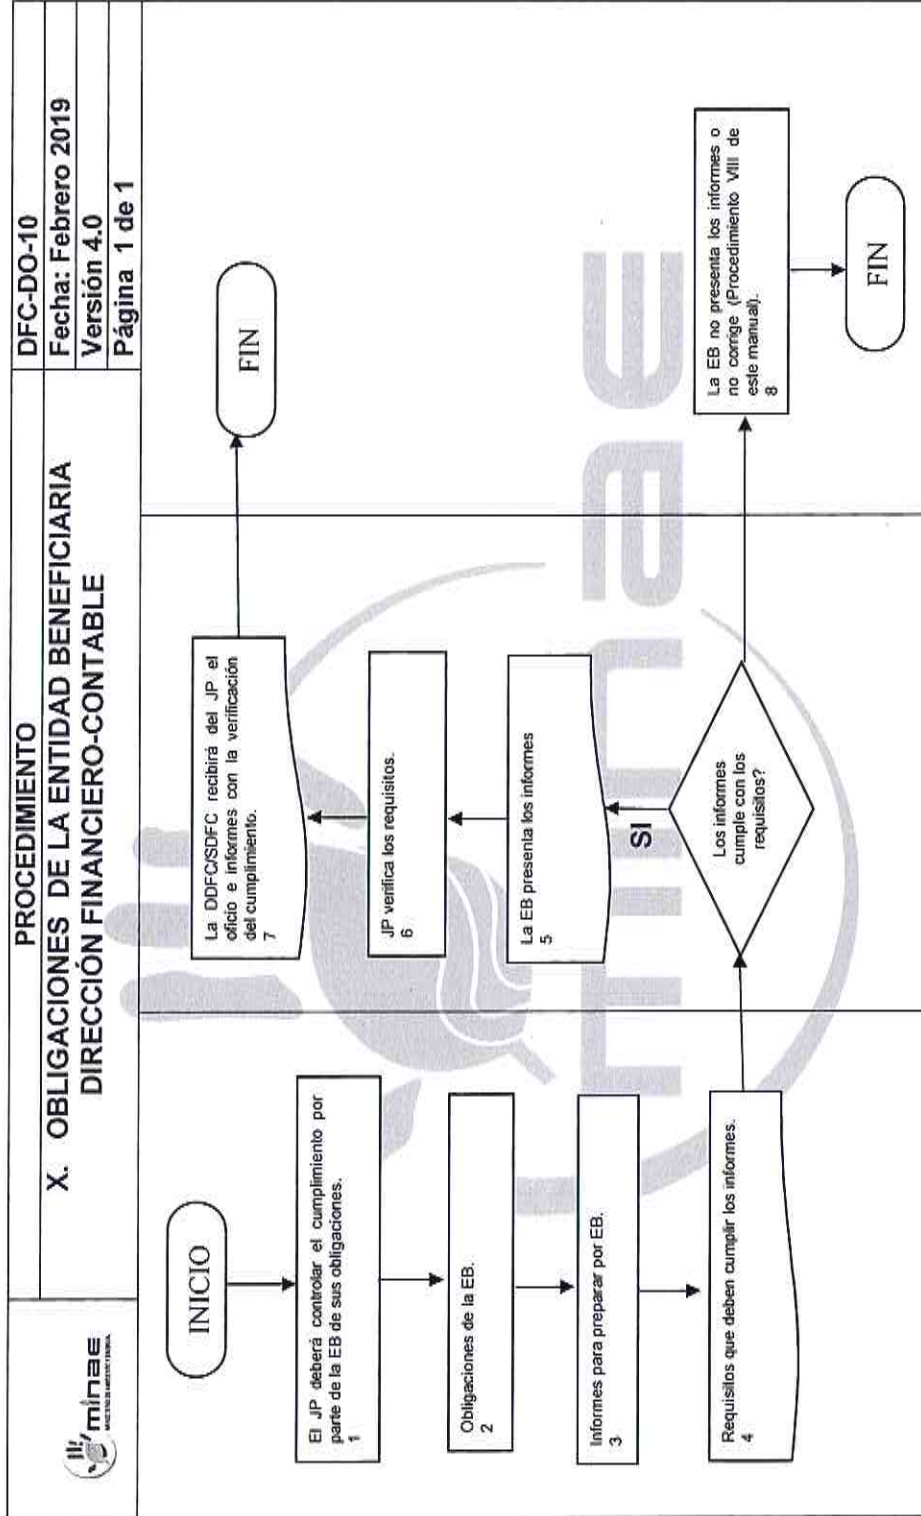 PROCEDIMIENTO
X. OBLIGACIONES DE LA ENTIDAD BENEFICIARIA
DIRECCIÓN FINANCIERO-CONTABLE
DFC-DO-10
Fecha: Febrero 2019
Versión 4.0
Página 1 de 1
minae
INICIO
El JP deberá controlar el cumplimiento por
parte de la EB de sus obligaciones.
1
Obligaciones de la EB.
2
Informes para preparar por EB.
3
Requisitos que deben cumplir los informes.
4
Los informes
cumple con los
requisitos?
SI
La EB presenta los informes
5
JP verifica los requisitos.
6
La DDFC/SDFC recibirá del JP el
oficio e informes con la verificación
del cumplimiento.
7
FIN
La EB no presenta los informes o
no corrige (Procedimiento VIII de
este manual).
8
FIN
minae